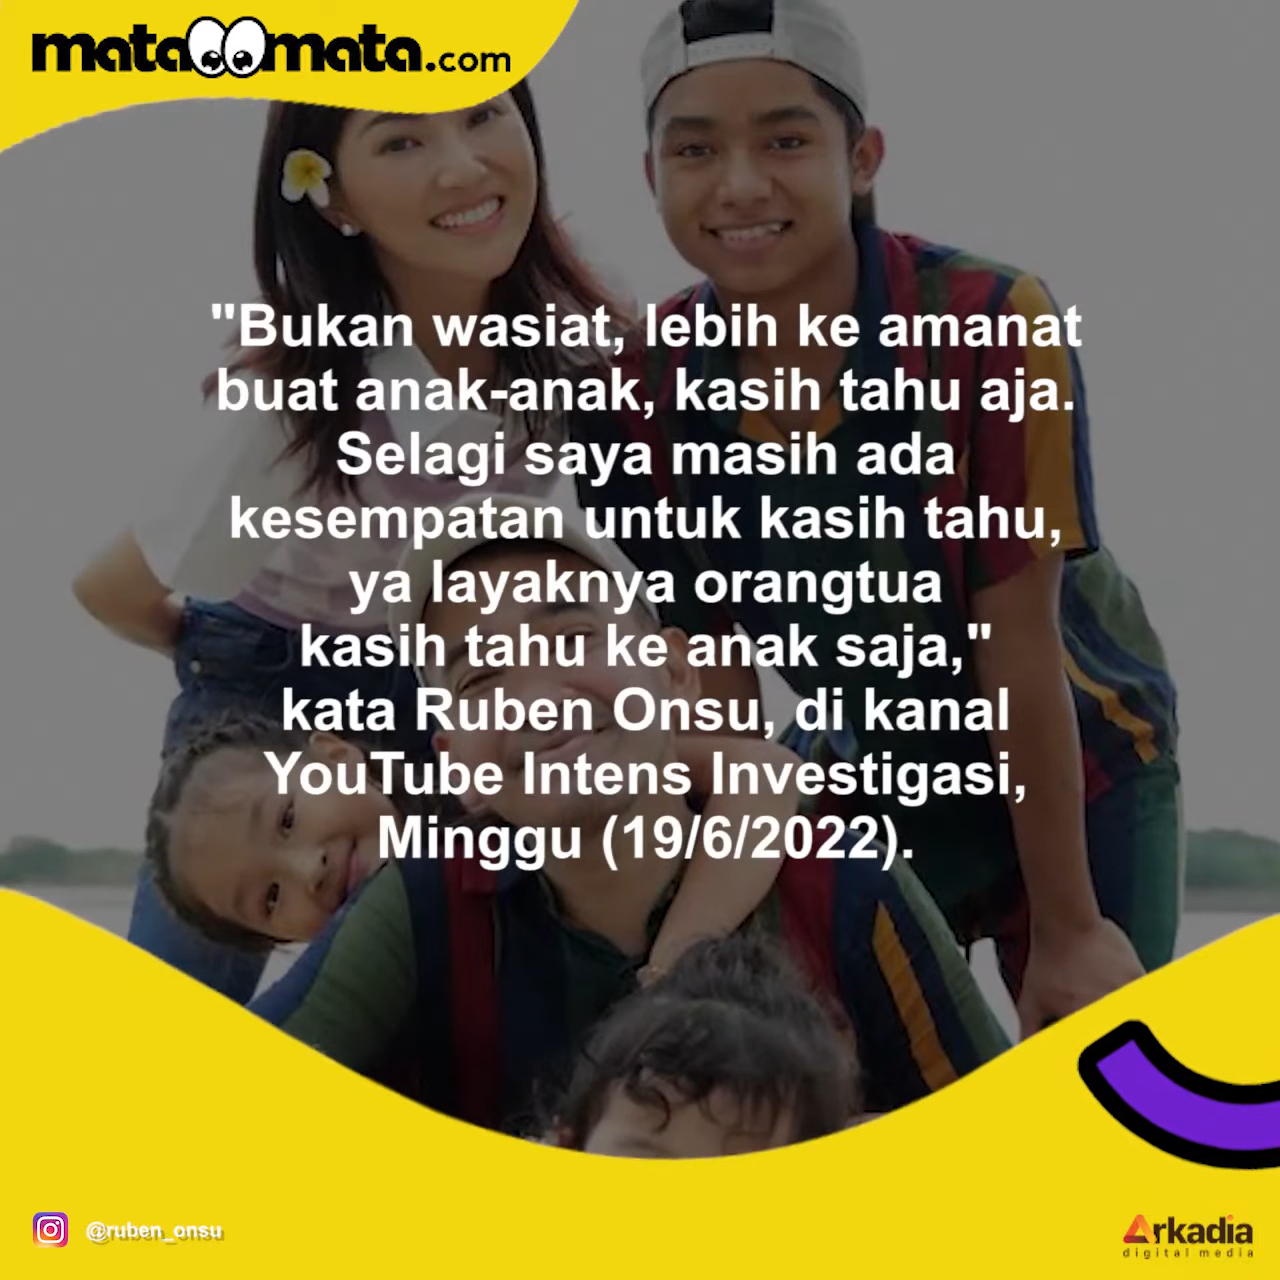 matamata.com
"Bukan wasiat, lebih ke amanat
buat anak-anak, kasih tahu aja.
Selagi saya masih ada
kesempatan untuk kasih tahu,
ya layaknya orangtua
kasih tahu ke anak saja,"
kata Ruben Onsu, di kanal
YouTube Intens Investigasi,
Minggu (19/6/2022).
@ruben_onsu
Arkadia
digital media